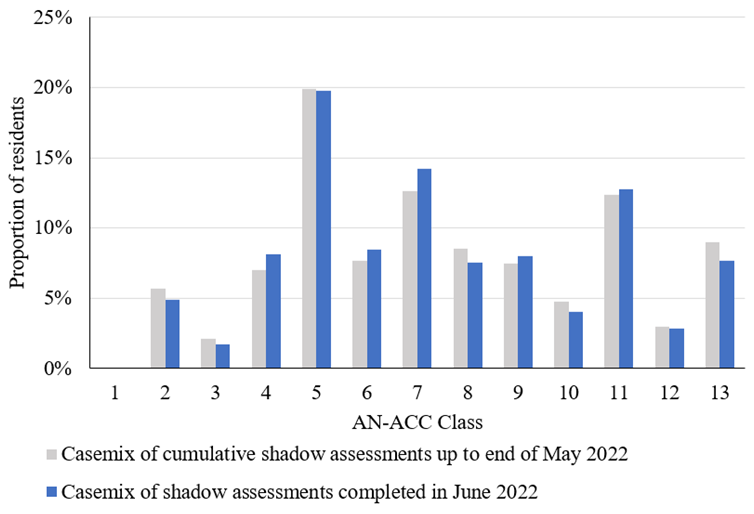 25%
20%
15%
10%
5%
0%
Proportion of residents
1 2 3 4 5 6 7 8 9 10 11 12 13
AN-ACC Class
Casemix of cumulative shadow assessments up to end of May 2022
Casemix of shadow assessments completed in June 2022